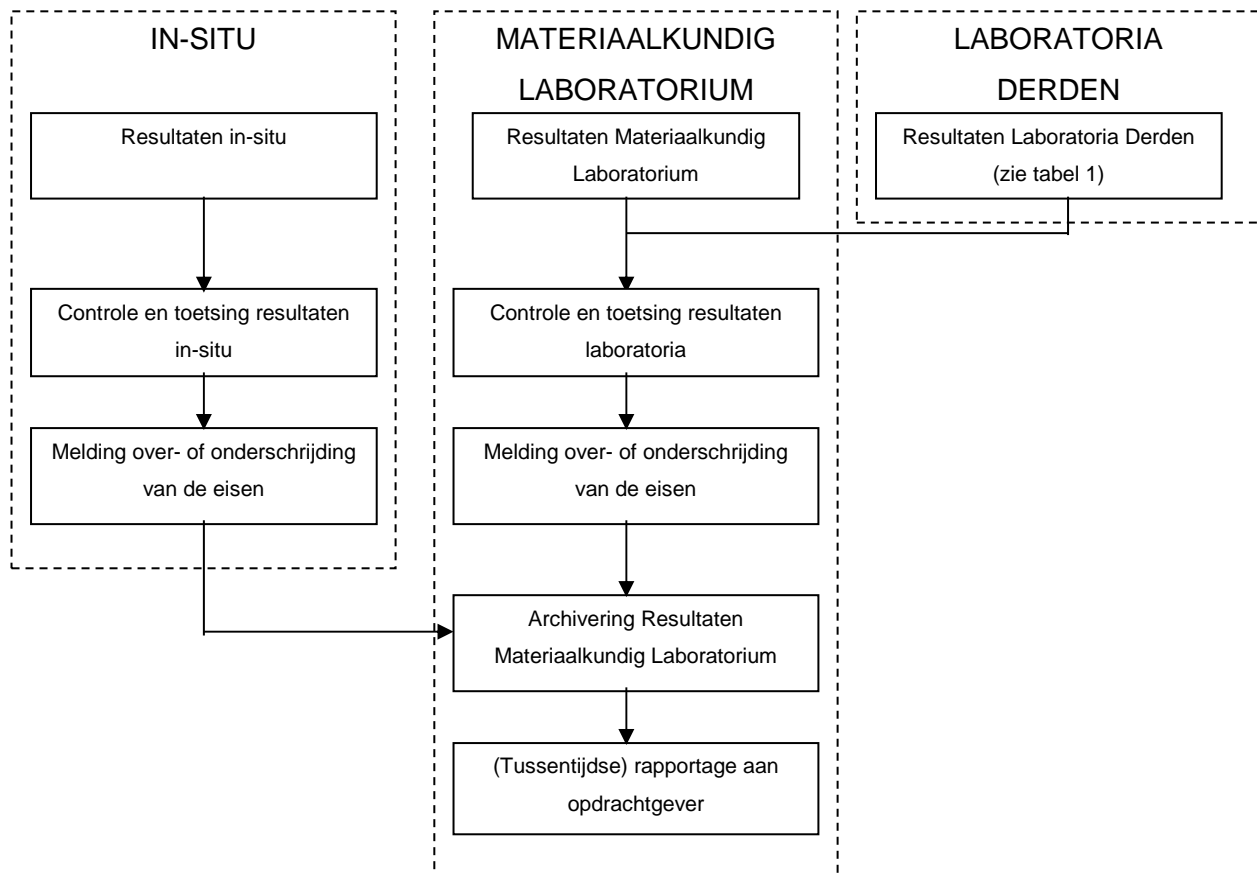 IN-SITU
Resultaten in-situ
Controle en toetsing resultaten
in-situ
Melding over- of onderschrijding
van de eisen
MATERIAALKUNDIG
LABORATORIUM
Resultaten Materiaalkundig
Laboratorium
Controle en toetsing resultaten
laboratoria
Melding over- of onderschrijding
van de eisen
Archivering Resultaten
Materiaalkundig Laboratorium
(Tussentijdse) rapportage aan
opdrachtgever
LABORATORIA
DERDEN
Resultaten Laboratoria Derden
(zie tabel 1)